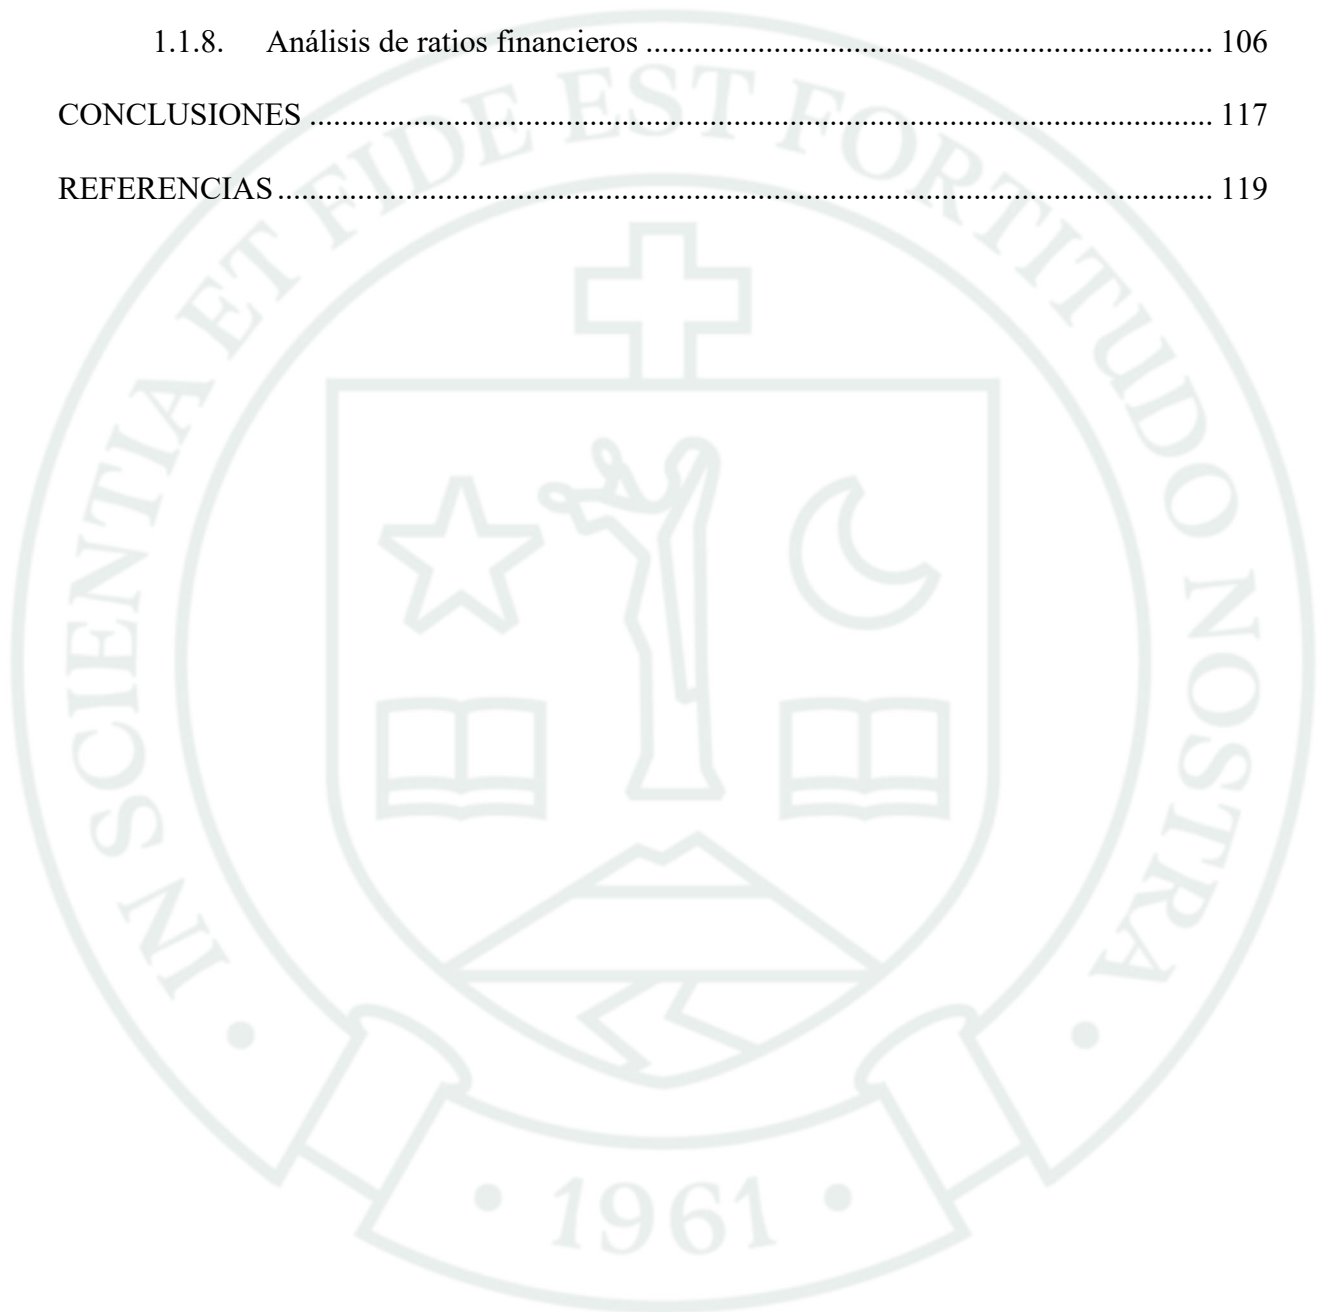 1.1.8. Análisis de ratios financieros ........................................................................ 106
CONCLUSIONES ................................................................................................................. 117
REFERENCIAS ..................................................................................................................... 119
IN SCIENTIA ET FIDE EST FORTITUDO NOSTRA
• 1961 •